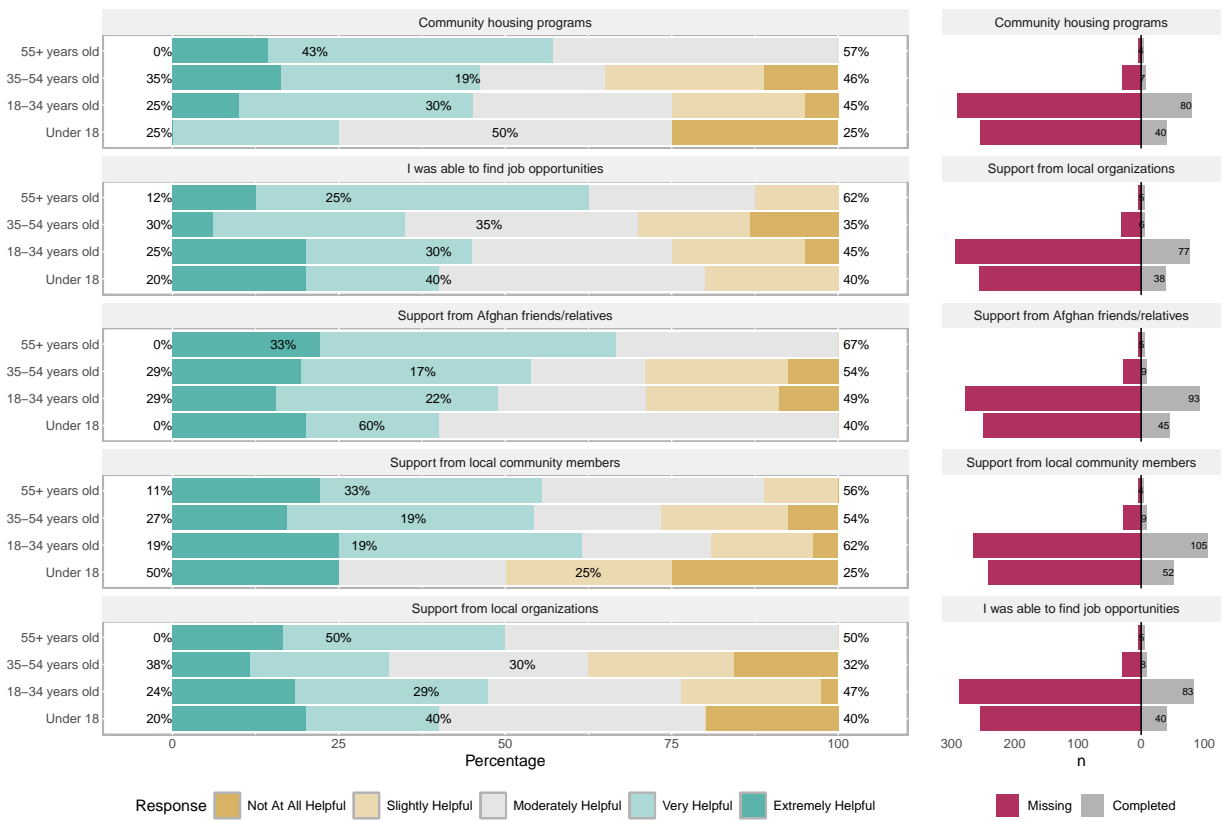 Community housing programs
55+ years old 0% 43% 57%
35–54 years old 35% 19% 46%
18–34 years old 25% 30% 45%
Under 18 25% 50% 25%
I was able to find job opportunities
55+ years old 12% 25% 62%
35–54 years old 30% 35% 35%
18–34 years old 25% 30% 45%
Under 18 20% 40% 40%
Support from Afghan friends/relatives
55+ years old 0% 33% 67%
35–54 years old 29% 17% 54%
18–34 years old 29% 22% 49%
Under 18 0% 60% 40%
Support from local community members
55+ years old 11% 33% 56%
35–54 years old 27% 19% 54%
18–34 years old 19% 19% 62%
Under 18 50% 25% 25%
Support from local organizations
55+ years old 0% 50% 50%
35–54 years old 38% 30% 32%
18–34 years old 24% 29% 47%
Under 18 20% 40% 40%
0 25 50 75 100
Percentage
Response Not At All Helpful Slightly Helpful Moderately Helpful Very Helpful Extremely Helpful
Community housing programs
4
7
80
40
Support from local organizations
5
6
77
38
Support from Afghan friends/relatives
5
9
93
45
Support from local community members
4
9
105
52
I was able to find job opportunities
5
8
83
40
300 200 100 0 100
n
Missing Completed